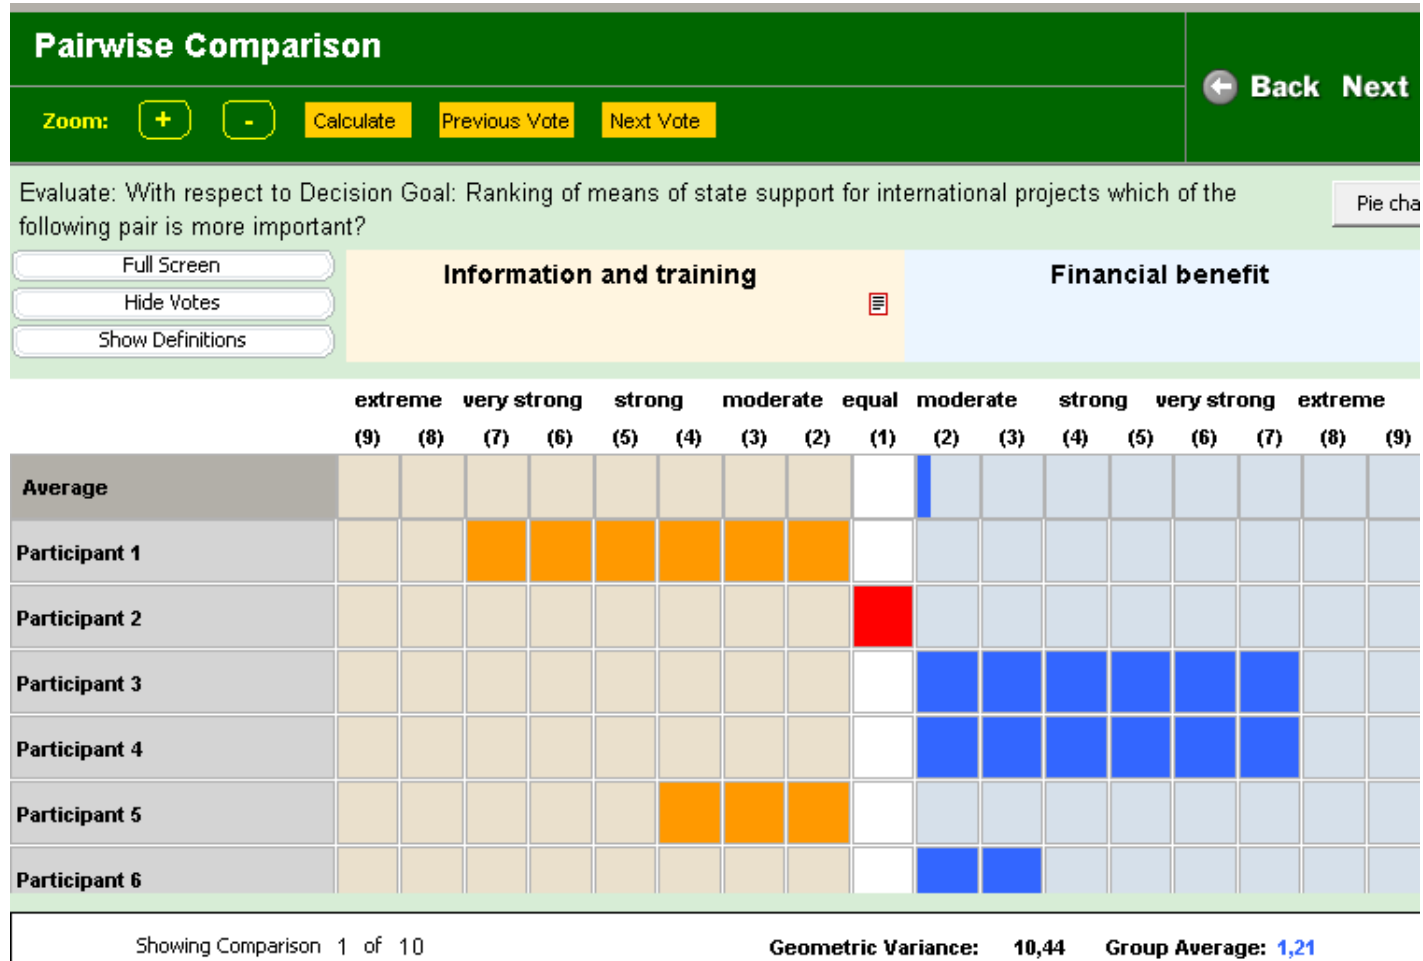 Pairwise Comparison
Back Next
Zoom: + - Calculate Previous Vote Next Vote
Evaluate: With respect to Decision Goal: Ranking of means of state support for international projects which of the
following pair is more important?
Pie cha
Full Screen
Hide Votes
Show Definitions
Information and training
Financial benefit
extreme very strong strong moderate equal moderate strong very strong extreme
(9) (8) (7) (6) (5) (4) (3) (2) (1) (2) (3) (4) (5) (6) (7) (8) (9)
Average
Participant 1
Participant 2
Participant 3
Participant 4
Participant 5
Participant 6
Showing Comparison 1 of 10 Geometric Variance: 10,44 Group Average: 1,21